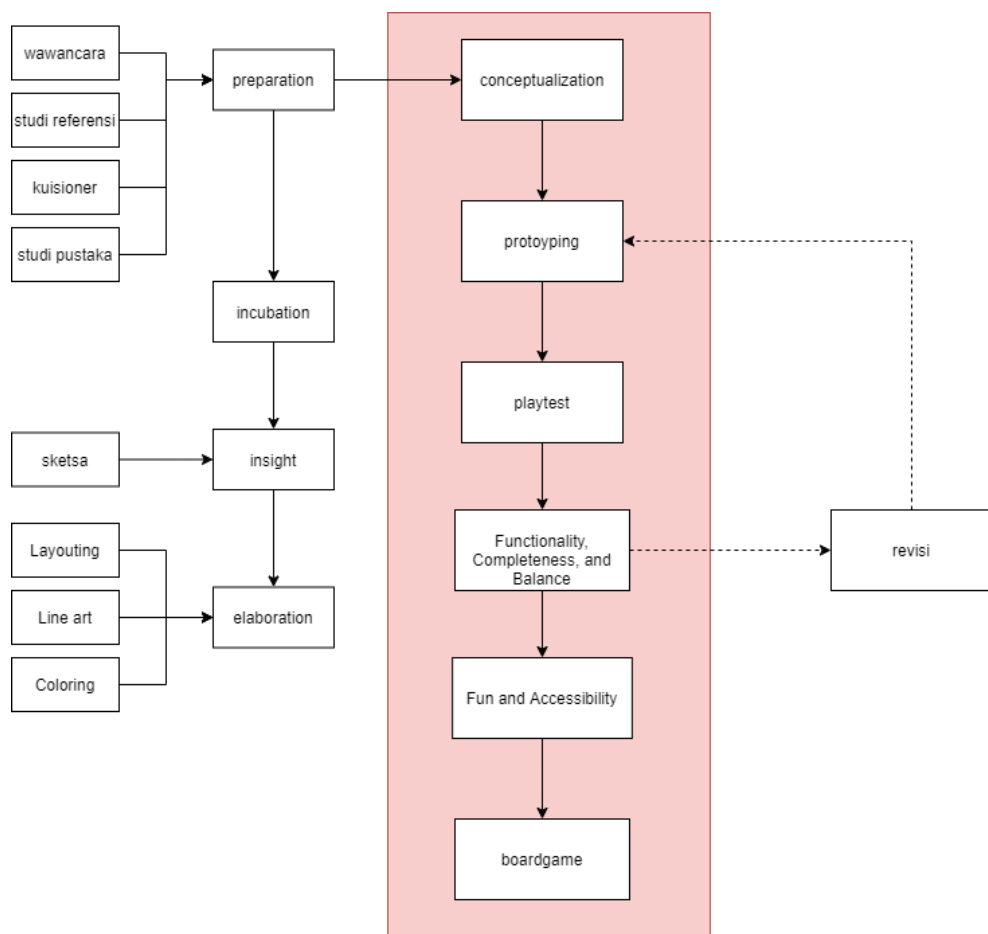 wawancara
studi referensi
kuisioner
studi pustaka
preparation
incubation
sketsa
insight
Layouting
Line art
Coloring
elaboration
conceptualization
protoyping
playtest
Functionality,
Completeness, and
Balance
Fun and Accessibility
boardgame
revisi